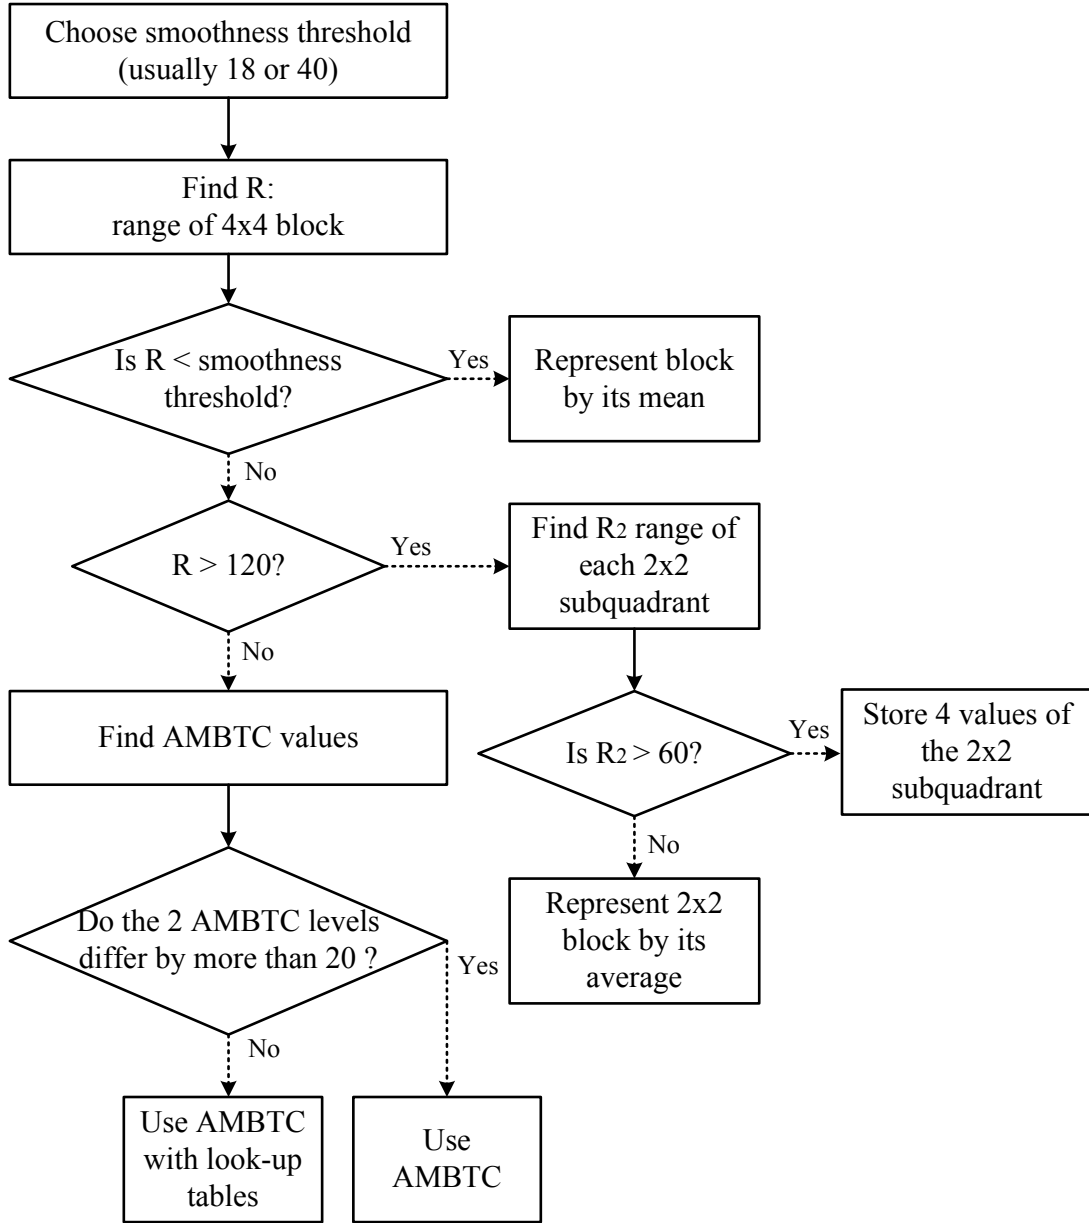 Choose smoothness threshold
(usually 18 or 40)
Find R:
range of 4x4 block
Is R < smoothness
threshold?
Yes
Represent block
by its mean
No
R > 120?
Yes
Find R2 range of
each 2x2
subquadrant
No
Find AMBTC values
Is R2 > 60?
Yes
Store 4 values of
the 2x2
subquadrant
No
Represent 2x2
block by its
average
Do the 2 AMBTC levels
differ by more than 20 ?
Yes
No
Use AMBTC
with look-up
tables
Use
AMBTC